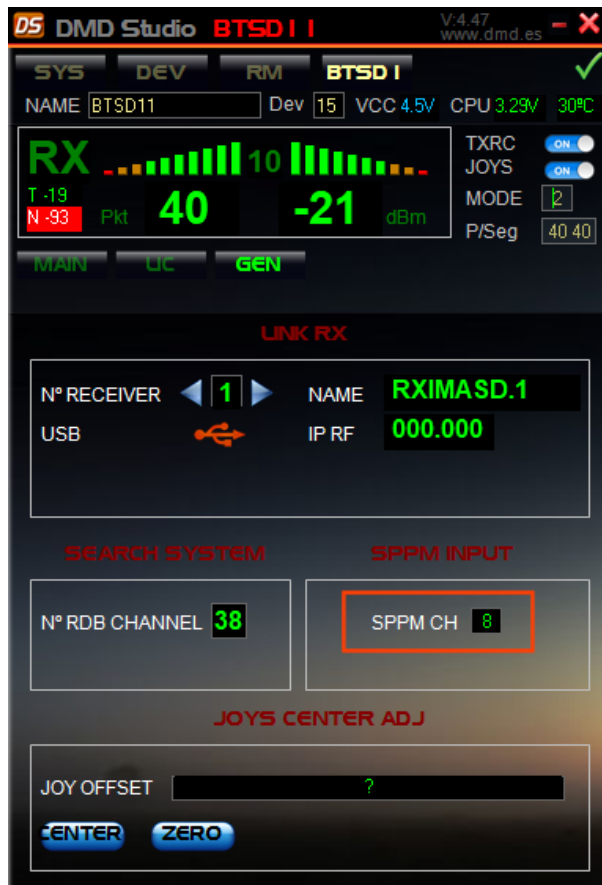 DS DMD Studio BTSD11 V:4.47 www.dmd.es
SYS DEV RM BTSD I
NAME BTSD11 Dev 15 VCC 4.5V CPU 3.29V 30ºC
RX 10 TXRC ON
JOYS ON
T -19 MODE 2
N -93 Pkt 40 -21 dBm P/Seg 40 40
MAIN LIC GEN
LINK RX
Nº RECEIVER 1 NAME RXIMASD.1
USB IP RF 000.000
SEARCH SYSTEM SPPM INPUT
Nº RDB CHANNEL 38 SPPM CH 8
JOYS CENTER ADJ
JOY OFFSET ?
CENTER ZERO